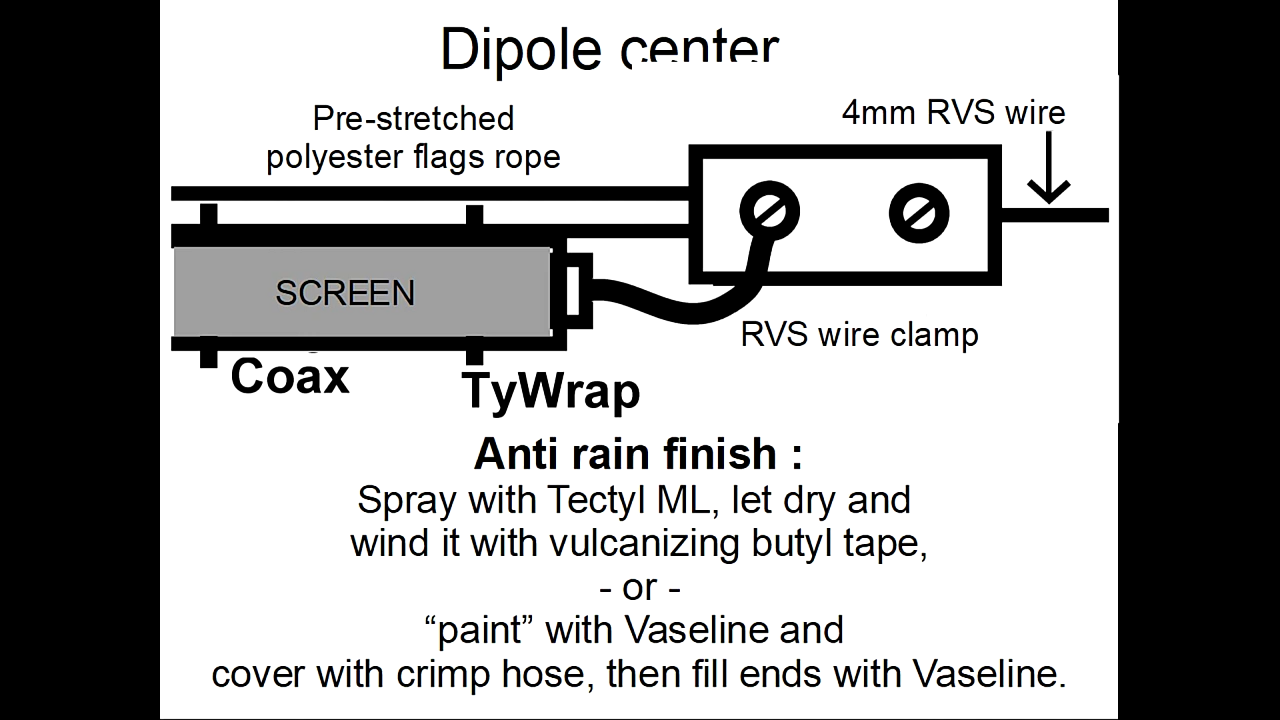 Dipole center
Pre-stretched
polyester flags rope
4mm RVS wire
SCREEN
RVS wire clamp
Coax
TyWrap
Anti rain finish :
Spray with Tectyl ML, let dry and
wind it with vulcanizing butyl tape,
- or -
“paint” with Vaseline and
cover with crimp hose, then fill ends with Vaseline.